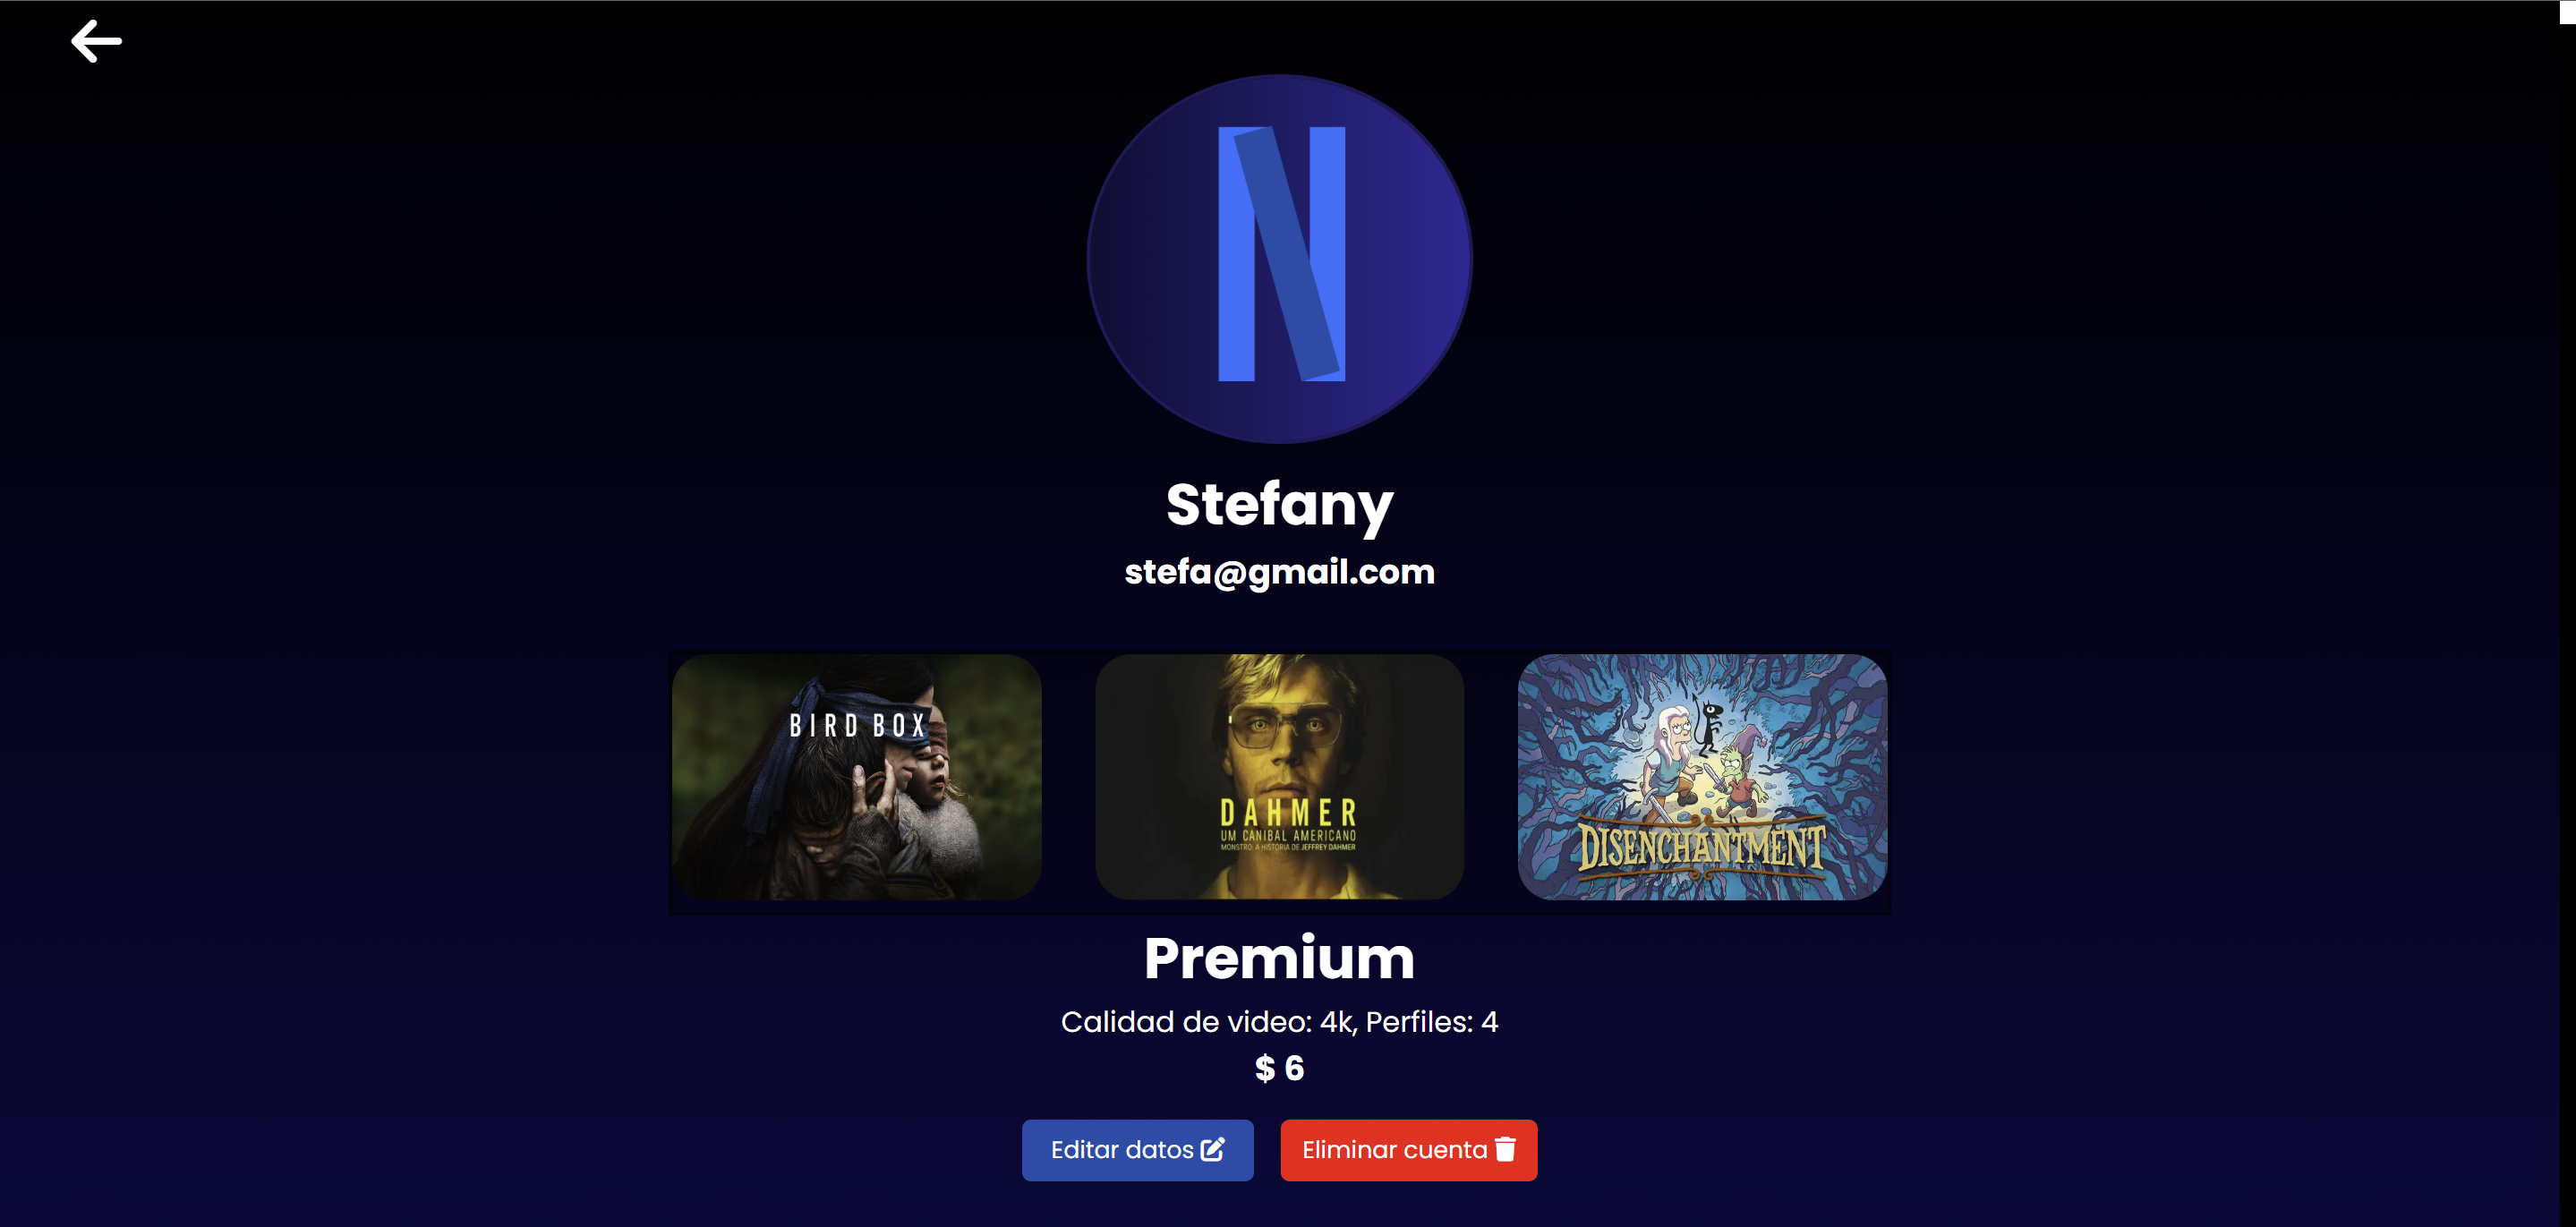 N
Stefany
stefa@gmail.com
BIRD BOX
DAHMER
UM CANIBAL AMERICANO
MONSTRO: A HISTÓRIA DE JEFFREY DAHMER
DISENCHANTMENT
Premium
Calidad de video: 4k, Perfiles: 4
$ 6
Editar datos
Eliminar cuenta